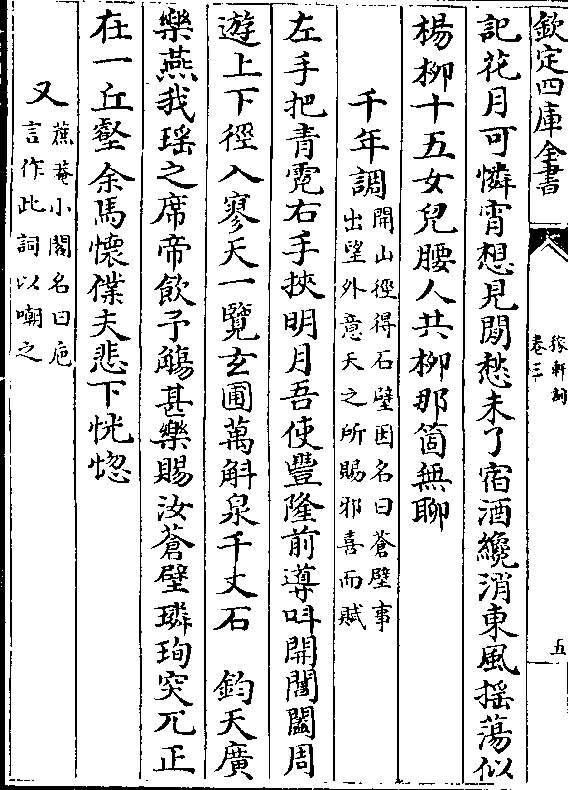 欽定四庫全書
稼軒詞
卷三
五
記花月可憐宵想見閒愁未了宿酒纔消東風揺蕩似
楊栁十五女兒腰人共栁那箇無聊
千年調開山徑得石壁因名曰蒼壁事
出望外意天之所賜邪喜而賦
左手把青霓右手挾明月吾使豐隆前導呌開閶闔周
遊上下徑入寥天一覽玄圃萬斛泉千丈石　鈞天廣
樂燕我瑶之席帝飲予觴甚樂賜汝蒼壁璘珣突兀正
在一丘壑余馬懷僕夫悲下恍惚
又蔗菴小閣名曰巵
言作此詞以嘲之